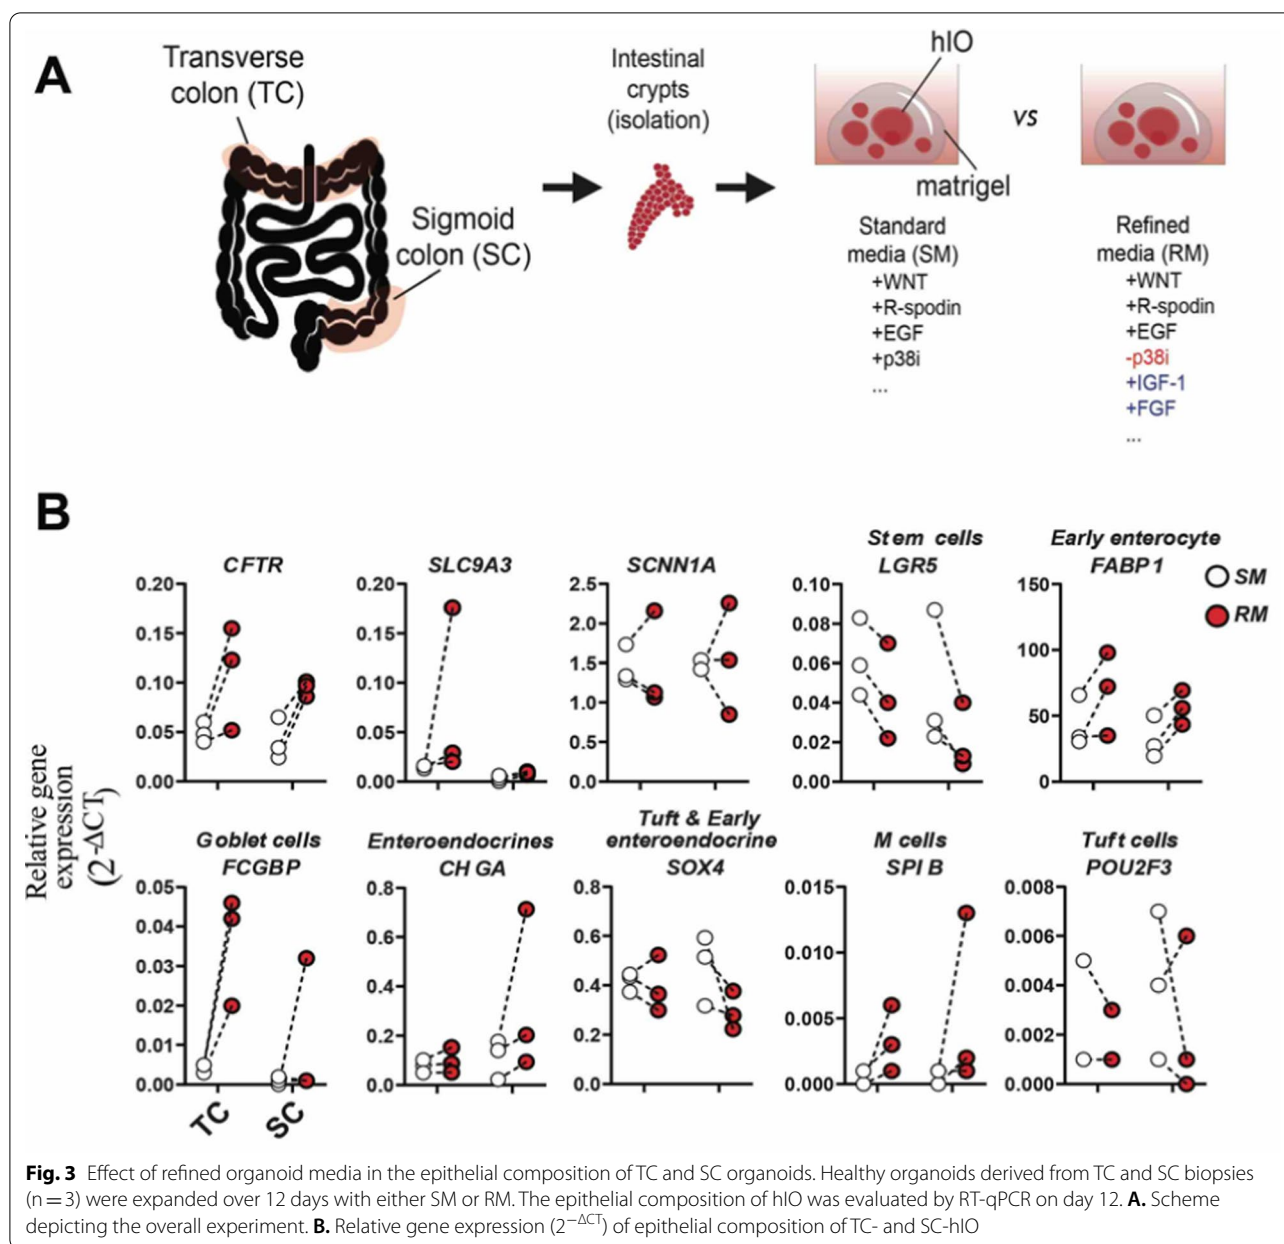 A
Transverse
colon (TC)
Sigmoid
colon (SC)
Intestinal
crypts
(isolation)
hIO
vs
matrigel
Standard
media (SM)
+WNT
+R-spodin
+EGF
+p38i
...
Refined
media (RM)
+WNT
+R-spodin
+EGF
-p38i
+IGF-1
+FGF
...
B
Relative gene
expression
(2^-ΔCT)
CFTR
0.20
0.15
0.10
0.05
0.00
SLC9A3
0.20
0.15
0.10
0.05
0.00
SCNN1A
2.5
2.0
1.5
1.0
0.5
0.0
Stem cells
LGR5
0.10
0.08
0.06
0.04
0.02
0.00
Early enterocyte
FABP1
150
100
50
0
SM
RM
Goblet cells
FCGBP
0.05
0.04
0.03
0.02
0.01
0.00
TC
SC
Enteroendocrines
CHGA
0.8
0.6
0.4
0.2
0.0
Tuft & Early
enteroendocrine
SOX4
0.8
0.6
0.4
0.2
0.0
M cells
SPIB
0.015
0.010
0.005
0.000
Tuft cells
POU2F3
0.008
0.006
0.004
0.002
0.000
Fig. 3 Effect of refined organoid media in the epithelial composition of TC and SC organoids. Healthy organoids derived from TC and SC biopsies
(n = 3) were expanded over 12 days with either SM or RM. The epithelial composition of hIO was evaluated by RT-qPCR on day 12. A. Scheme
depicting the overall experiment. B. Relative gene expression (2^−ΔCT) of epithelial composition of TC- and SC-hIO